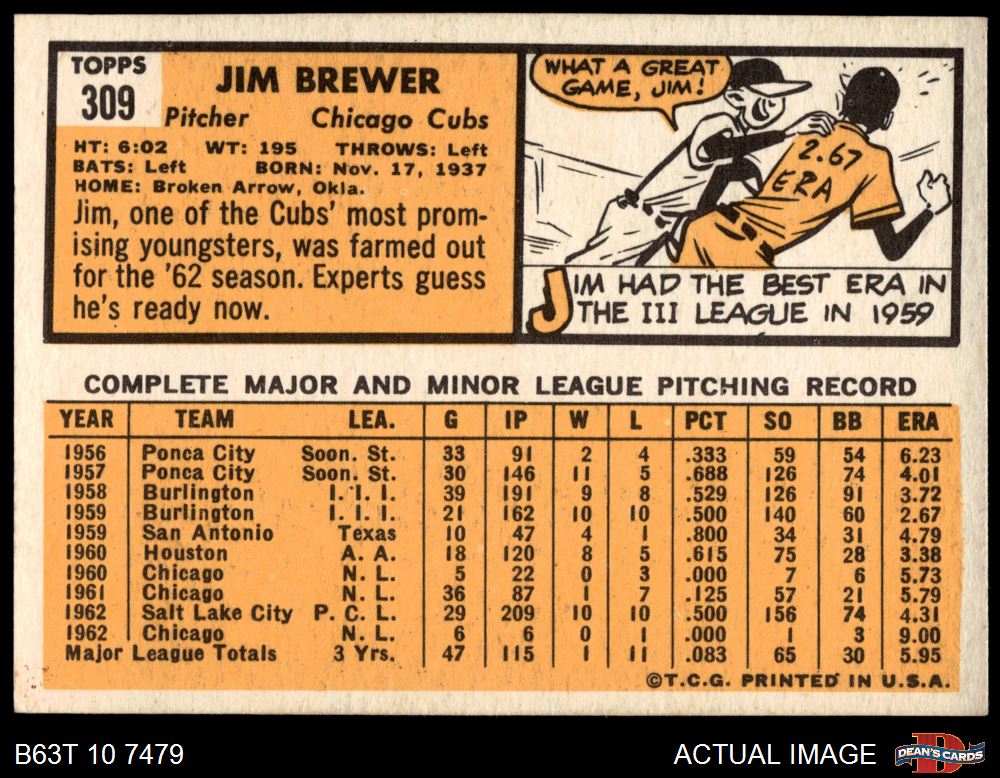 TOPPS
309
JIM BREWER
Pitcher Chicago Cubs
HT: 6:02 WT: 195 THROWS: Left
BATS: Left BORN: Nov. 17, 1937
HOME: Broken Arrow, Okla.
Jim, one of the Cubs' most prom-
ising youngsters, was farmed out
for the '62 season. Experts guess
he's ready now.
WHAT A GREAT
GAME, JIM!
2.67
ERA
JIM HAD THE BEST ERA IN
THE III LEAGUE IN 1959
COMPLETE MAJOR AND MINOR LEAGUE PITCHING RECORD
YEAR TEAM LEA. G IP W L PCT SO BB ERA
1956 Ponca City Soon. St. 33 91 2 4 .333 59 54 6.23
1957 Ponca City Soon. St. 30 146 11 5 .688 126 74 4.01
1958 Burlington I. I. I. 39 191 9 8 .529 126 91 3.72
1959 Burlington I. I. I. 21 162 10 10 .500 140 60 2.67
1959 San Antonio Texas 10 47 4 1 .800 34 31 4.79
1960 Houston A. A. 18 120 8 5 .615 75 28 3.38
1960 Chicago N. L. 5 22 0 3 .000 7 6 5.73
1961 Chicago N. L. 36 87 1 7 .125 57 21 5.79
1962 Salt Lake City P. C. L. 29 209 10 10 .500 156 74 4.31
1962 Chicago N. L. 6 6 0 1 .000 1 3 9.00
Major League Totals 3 Yrs. 47 115 1 11 .083 65 30 5.95
©T.C.G. PRINTED IN U.S.A.
B63T 10 7479
ACTUAL IMAGE
DEAN'S CARDS